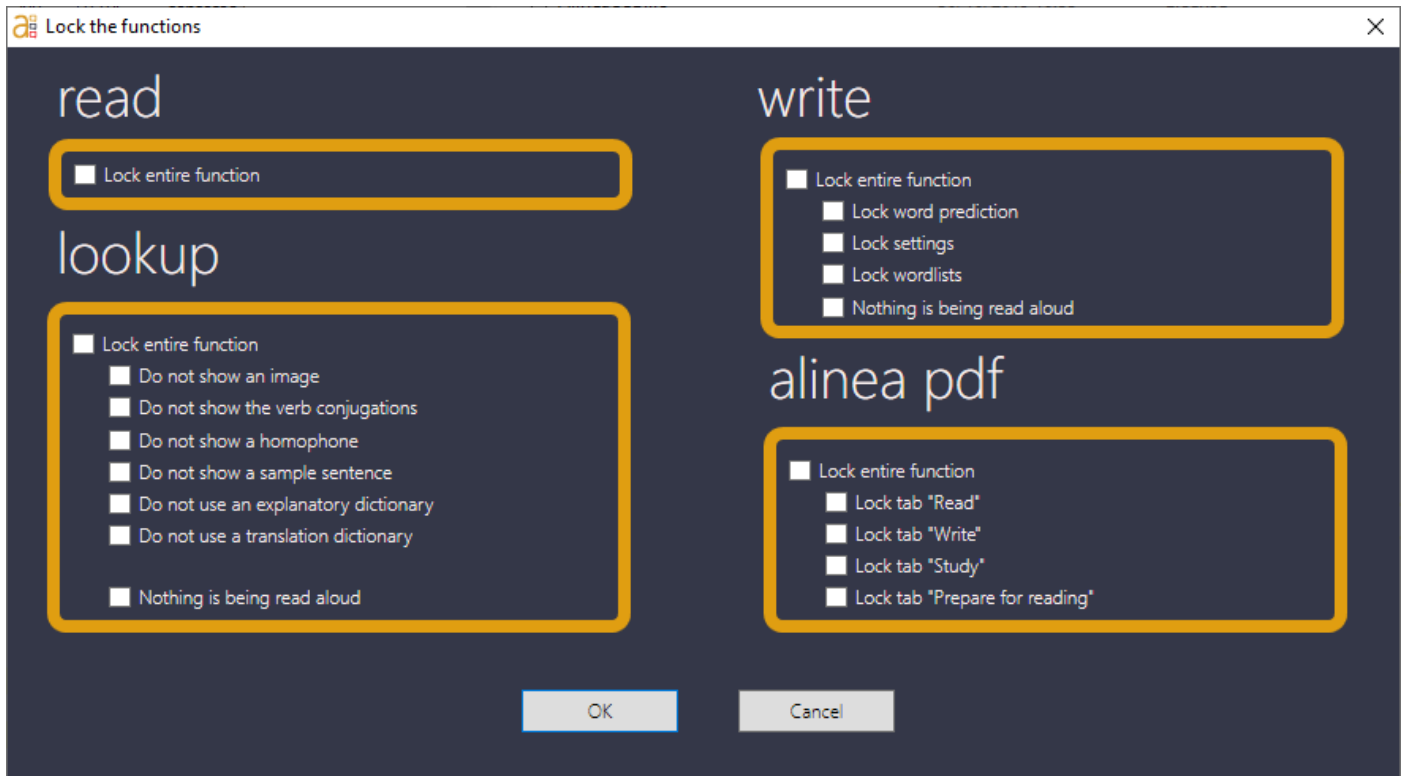 Lock the functions
read
Lock entire function
lookup
Lock entire function
Do not show an image
Do not show the verb conjugations
Do not show a homophone
Do not show a sample sentence
Do not use an explanatory dictionary
Do not use a translation dictionary
Nothing is being read aloud
write
Lock entire function
Lock word prediction
Lock settings
Lock wordlists
Nothing is being read aloud
alinea pdf
Lock entire function
Lock tab "Read"
Lock tab "Write"
Lock tab "Study"
Lock tab "Prepare for reading"
OK
Cancel